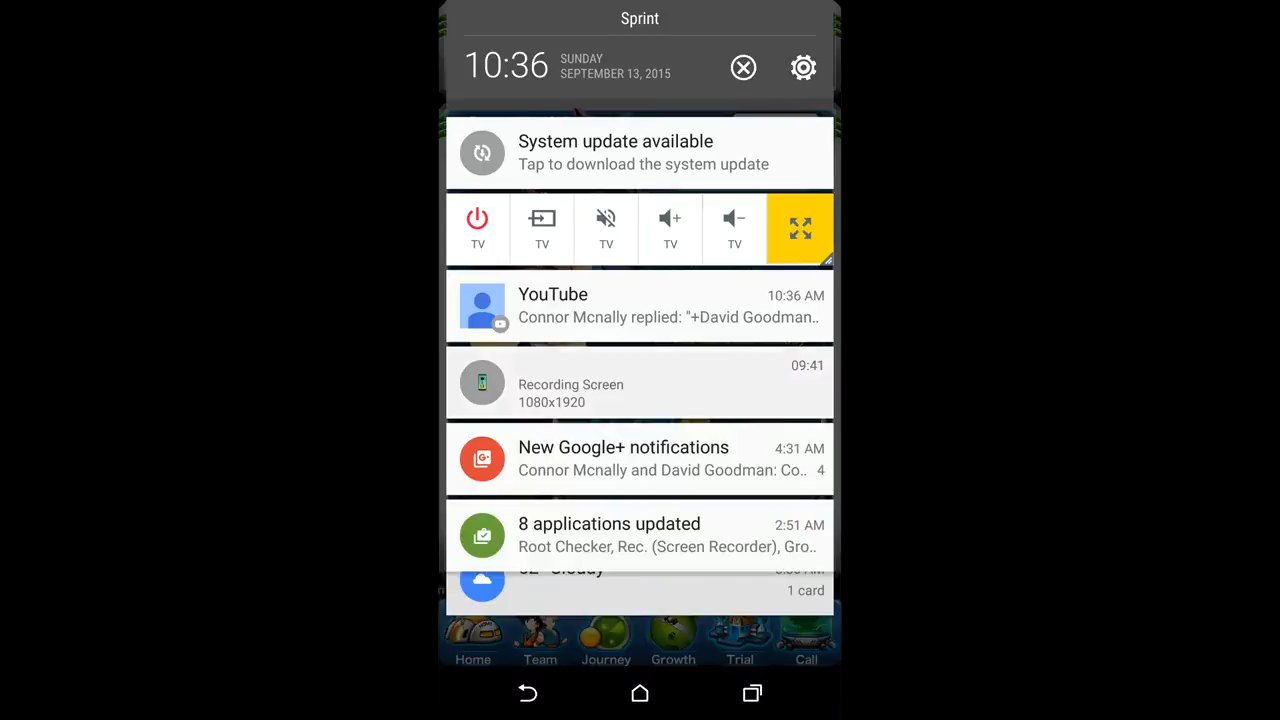 Sprint
10:36
SUNDAY
SEPTEMBER 13, 2015
System update available
Tap to download the system update
TV TV TV TV TV
YouTube 10:36 AM
Connor Mcnally replied: "+David Goodman..
09:41
Recording Screen
1080x1920
New Google+ notifications 4:31 AM
Connor Mcnally and David Goodman: Co.. 4
8 applications updated 2:51 AM
Root Checker, Rec. (Screen Recorder), Gro..
Cloudy
1 card
Home Team Journey Growth Trial Call